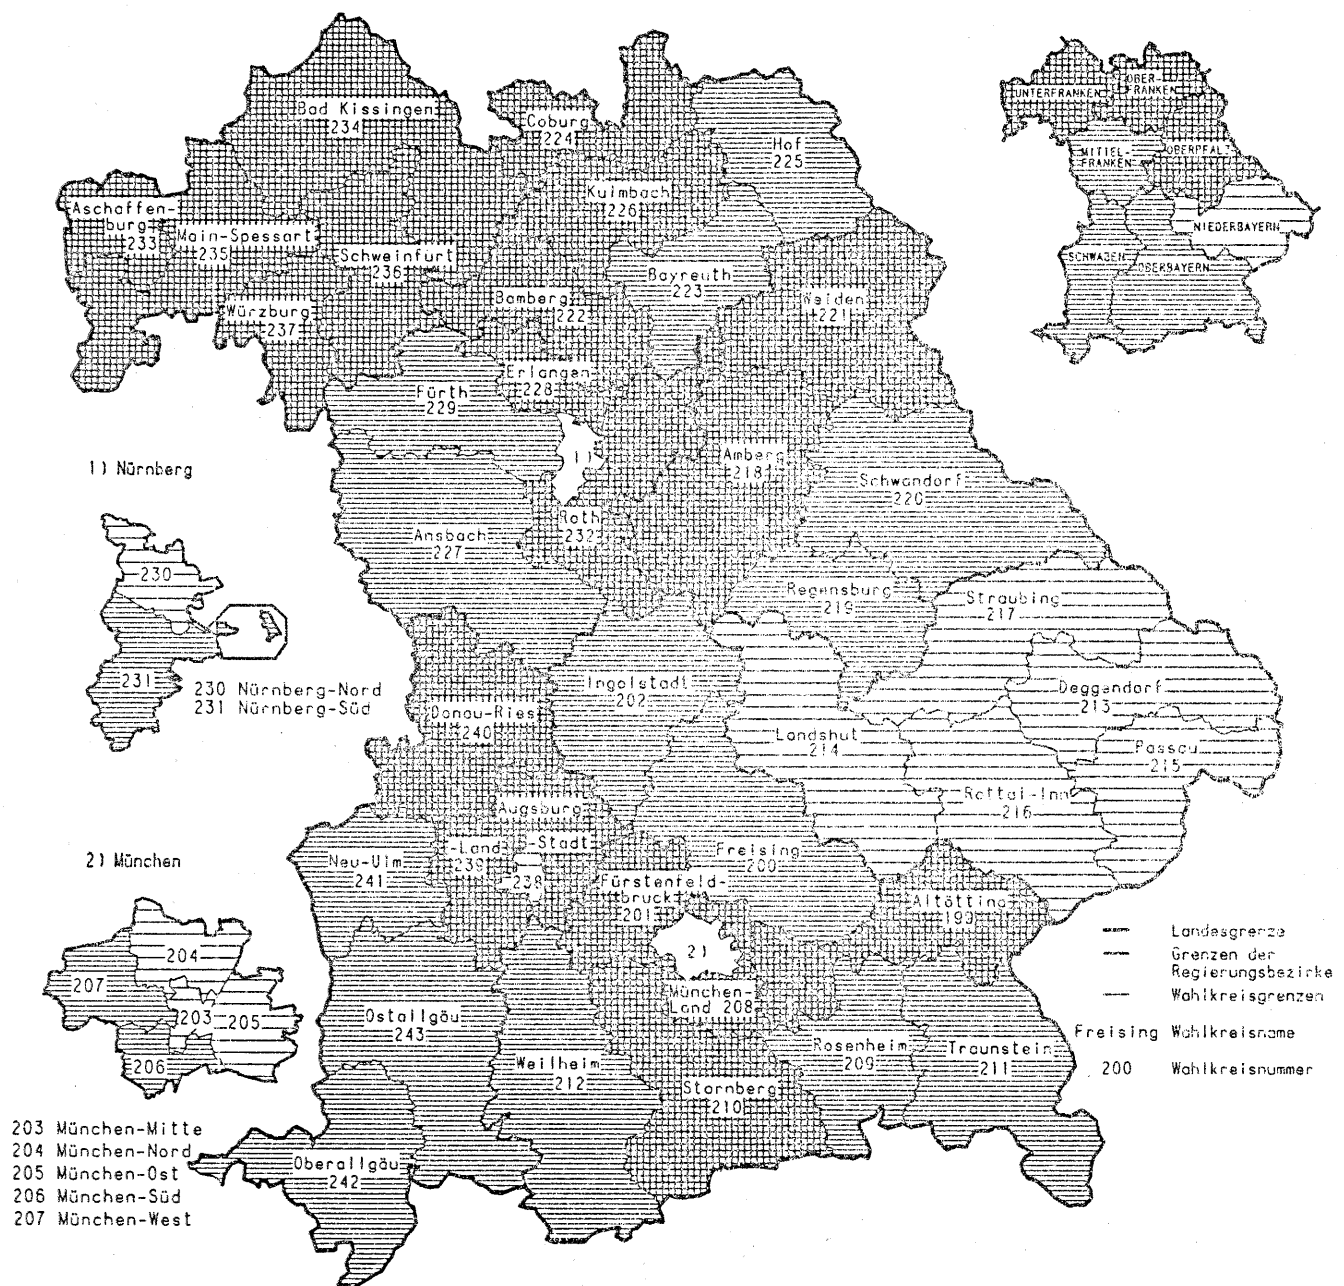 Bad Kissingen
234
Coburg
224
Hof
225
Kulmbach
226
Aschaffen-
burg
233
Main-Spessart
235
Schweinfurt
236
Bayreuth
223
Würzburg
237
Bamberg
222
Weiden
221
Erlangen
228
Fürth
229
1)
Amberg
218
Schwandorf
220
Ansbach
227
Roth
232
Regensburg
219
Straubing
217
Ingolstadt
202
Deggendorf
213
Donau-Ries
240
Landshut
214
Passau
215
Rottal-Inn
216
Augsburg
-Stadt
238
-Land
239
Neu-Ulm
241
Freising
200
Fürstenfeld-
bruck
201
Altötting
199
2)
München-
Land 208
Ostallgäu
243
Weilheim
212
Rosenheim
209
Traunstein
211
Starnberg
210
Oberallgäu
242
UNTERFRANKEN
OBER-
FRANKEN
MITTEL-
FRANKEN
OBERPFALZ
NIEDERBAYERN
SCHWABEN
OBERBAYERN
1) Nürnberg
230
231
230 Nürnberg-Nord
231 Nürnberg-Süd
2) München
204
207
203
205
206
203 München-Mitte
204 München-Nord
205 München-Ost
206 München-Süd
207 München-West
Landesgrenze
Grenzen der
Regierungsbezirke
Wahlkreisgrenzen
Freising Wahlkreisname
200 Wahlkreisnummer